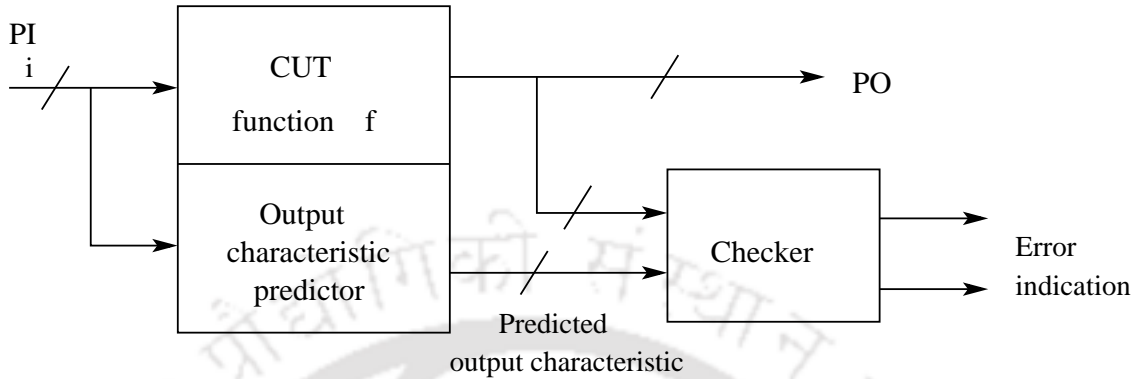 PI
i
CUT
function f
PO
Output
characteristic
predictor
Checker
Error
indication
Predicted
output characteristic